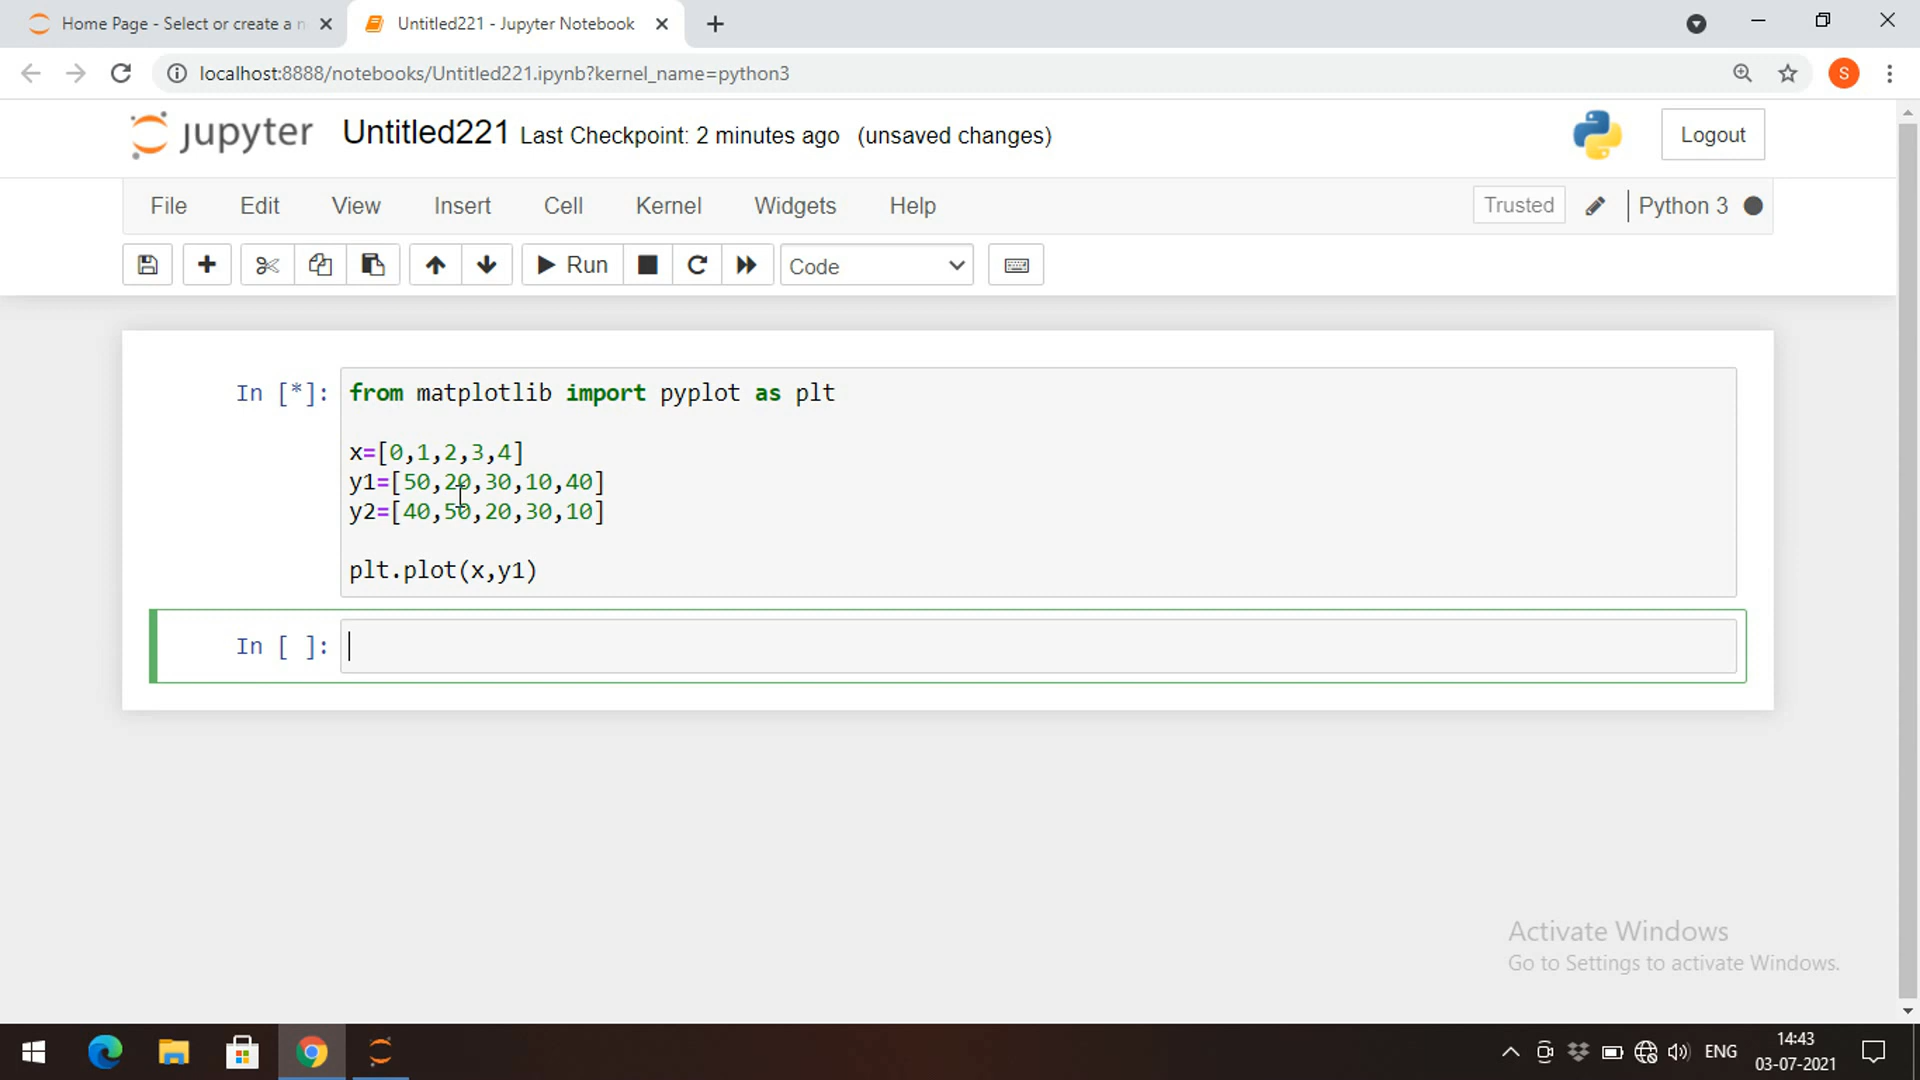 Home Page - Select or create a n
Untitled221 - Jupyter Notebook
localhost:8888/notebooks/Untitled221.ipynb?kernel_name=python3
S
jupyter Untitled221 Last Checkpoint: 2 minutes ago (unsaved changes)
Logout
File Edit View Insert Cell Kernel Widgets Help
Trusted
Python 3
Run
Code
In [*]: from matplotlib import pyplot as plt
x=[0,1,2,3,4]
y1=[50,20,30,10,40]
y2=[40,50,20,30,10]
plt.plot(x,y1)
In [ ]:
Activate Windows
Go to Settings to activate Windows.
ENG
14:43
03-07-2021